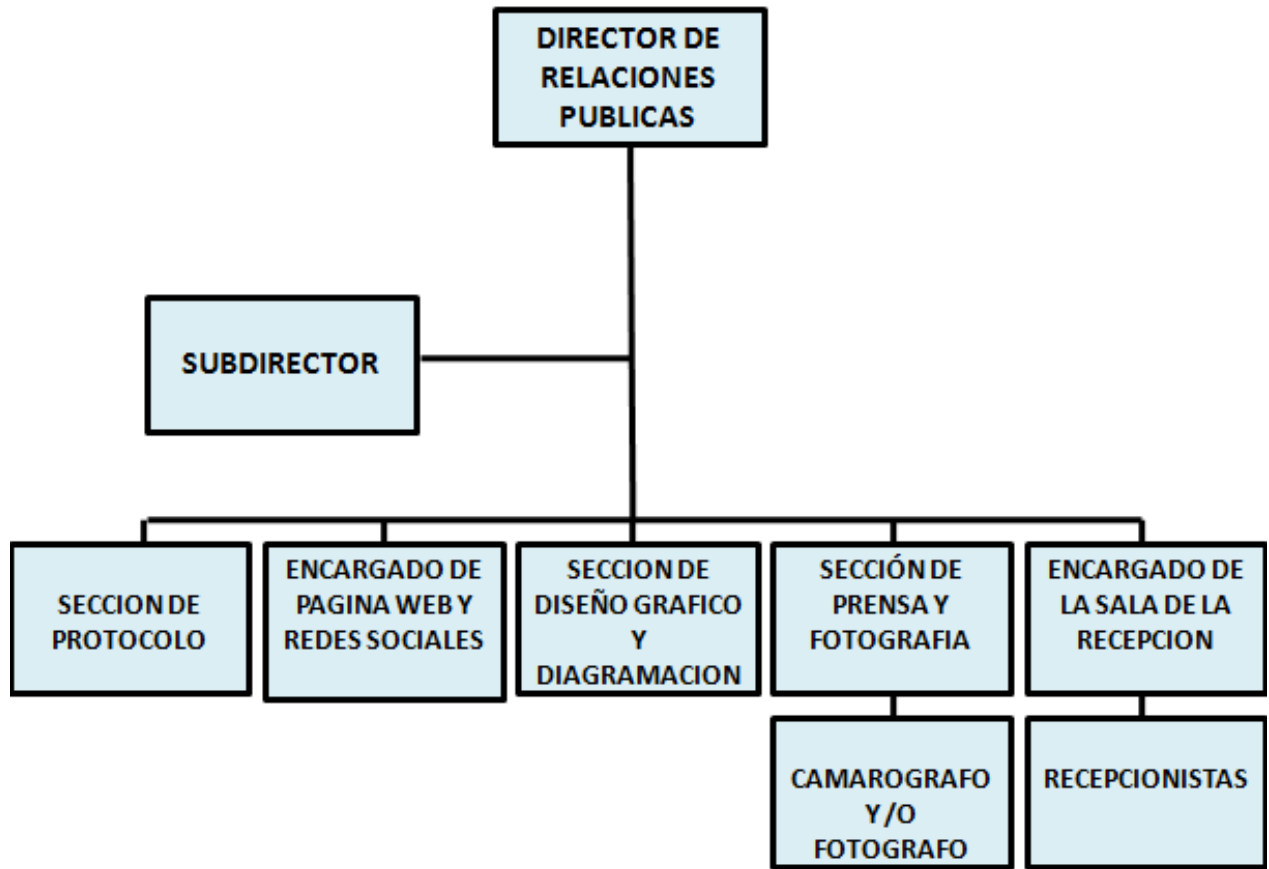 DIRECTOR DE
RELACIONES
PUBLICAS
SUBDIRECTOR
SECCION DE
PROTOCOLO
ENCARGADO DE
PAGINA WEB Y
REDES SOCIALES
SECCION DE
DISEÑO GRAFICO
Y
DIAGRAMACION
SECCIÓN DE
PRENSA Y
FOTOGRAFIA
ENCARGADO DE
LA SALA DE LA
RECEPCION
CAMAROGRAFO
Y /O
FOTOGRAFO
RECEPCIONISTAS